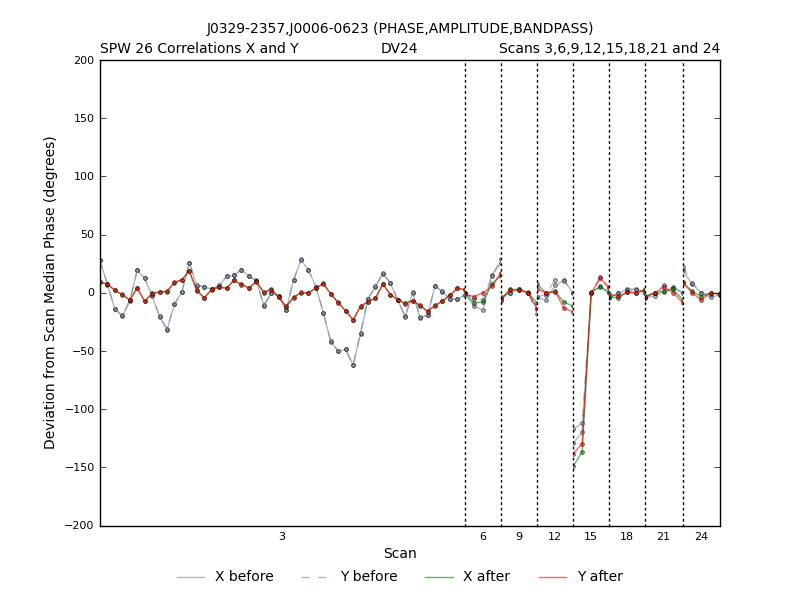 J0329-2357,J0006-0623 (PHASE,AMPLITUDE,BANDPASS)
SPW 26 Correlations X and Y DV24 Scans 3,6,9,12,15,18,21 and 24
200
150
100
50
0
−50
−100
−150
−200
Deviation from Scan Median Phase (degrees)
3 6 9 12 15 18 21 24
Scan
X before Y before X after Y after